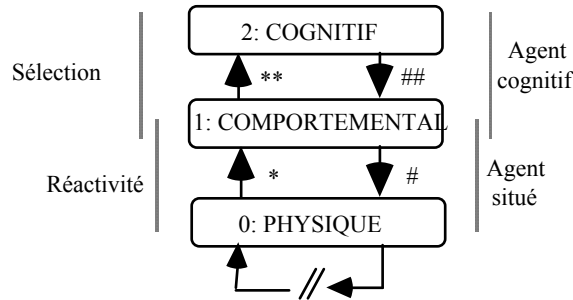 2: COGNITIF
Sélection
**
##
Agent
cognitif
1: COMPORTEMENTAL
Réactivité
*
#
Agent
situé
0: PHYSIQUE
//